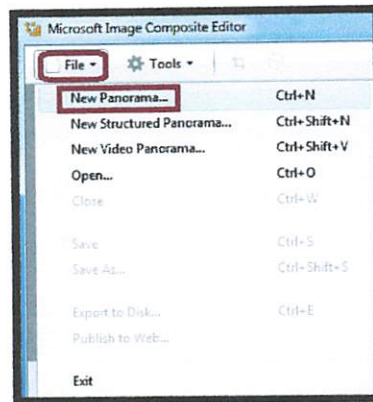 Microsoft Image Composite Editor
File Tools
New Panorama... Ctrl+N
New Structured Panorama... Ctrl+Shift+N
New Video Panorama... Ctrl+Shift+V
Open... Ctrl+O
Close Ctrl+W
Save Ctrl+S
Save As... Ctrl+Shift+S
Export to Disk... Ctrl+E
Publish to Web...
Exit